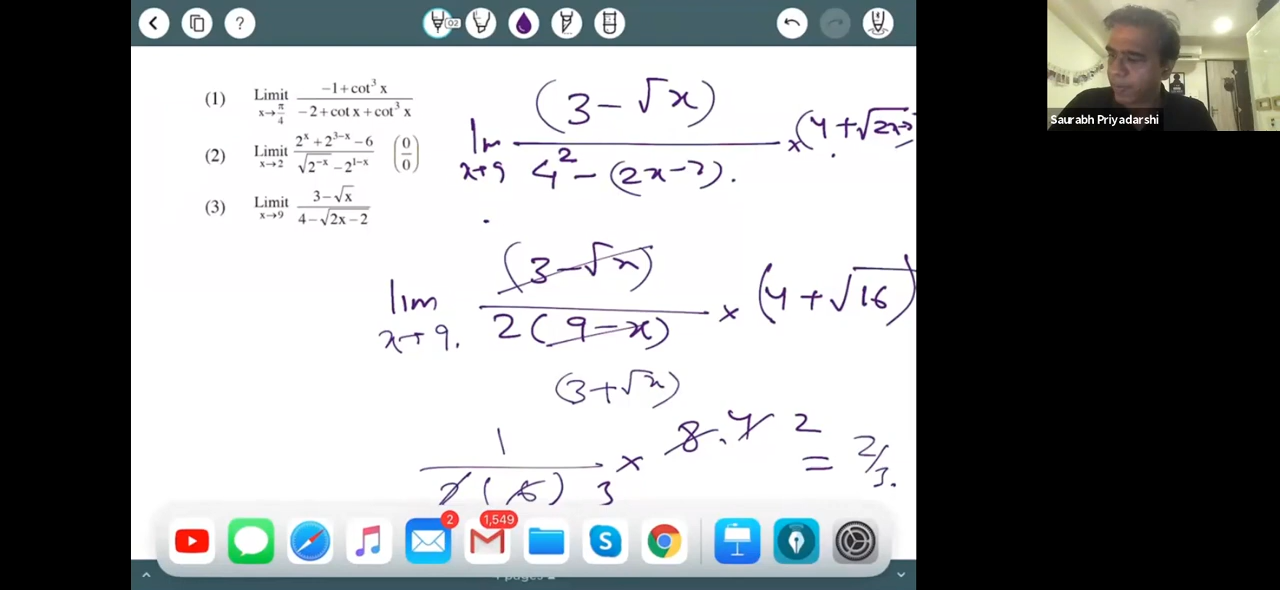 ?
02
Saurabh Priyadarshi
(1) Limit x→π/4 (−1+cot³ x)/(−2+cot x+cot³ x)
(2) Limit x→2 (2^x + 2^(3−x) − 6)/(√(2^(−x)) − 2^(1−x)) (0/0)
(3) Limit x→9 (3−√x)/(4−√(2x−2))
lim x→9 (3−√x)/(4²−(2x−2)) × (4+√
lim x→9. (3−√x)/(2(9−x)) × (4+√16)
(3+√x)
1/(2(6) 3 × 8.4 2 = 2/3.
2
1,549